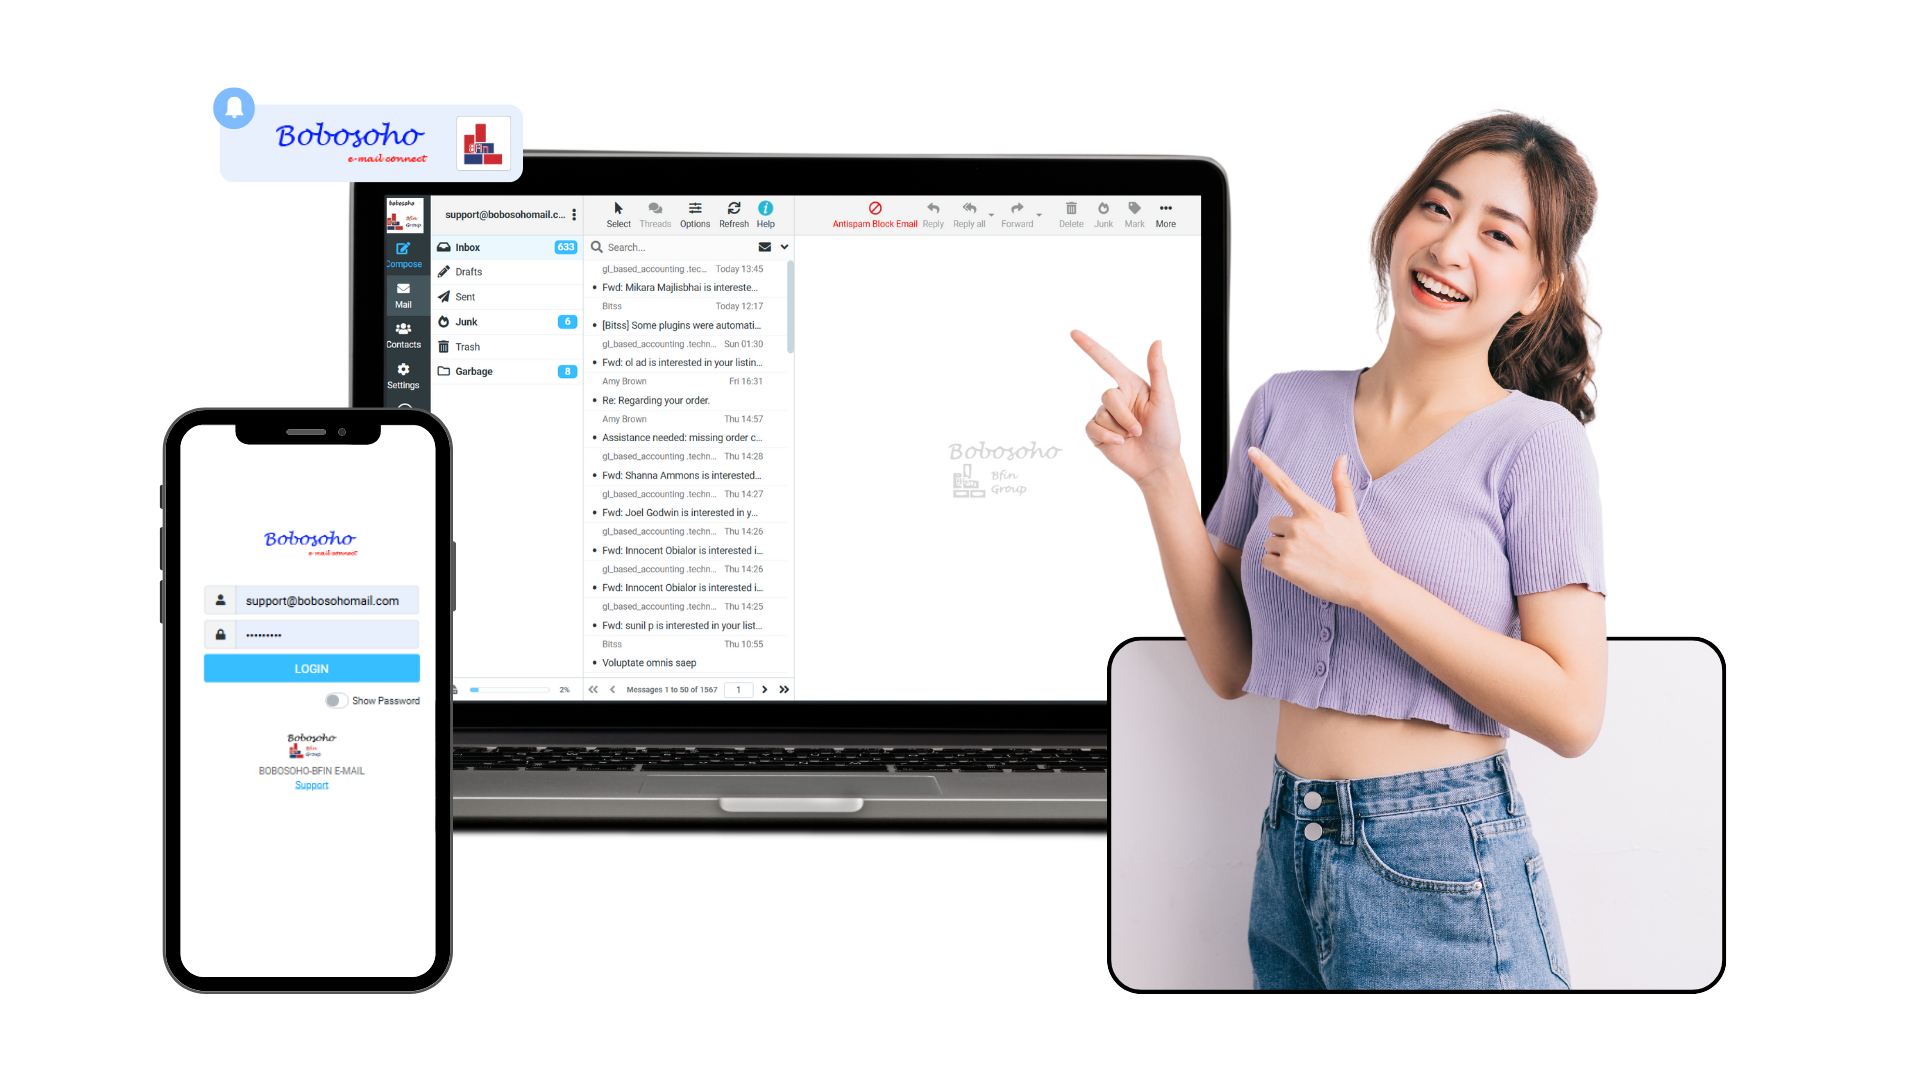 Bobosoho
e-mail connect
Bfin
bobosoho
Bfin
Group
Compose
Mail
Contacts
Settings
support@bobosohomail.c...
Inbox 633
Drafts
Sent
Junk 6
Trash
Garbage 8
2%
Select Threads Options Refresh Help
Search...
gl_based_accounting .tec... Today 13:45
Fwd: Mikara Majlisbhai is intereste...
Bitss Today 12:17
[Bitss] Some plugins were automati...
gl_based_accounting .techn... Sun 01:30
Fwd: ol ad is interested in your listin...
Amy Brown Fri 16:31
Re: Regarding your order.
Amy Brown Thu 14:57
Assistance needed: missing order c...
gl_based_accounting .techn... Thu 14:28
Fwd: Shanna Ammons is interested...
gl_based_accounting .techn... Thu 14:27
Fwd: Joel Godwin is interested in y...
gl_based_accounting .techn... Thu 14:26
Fwd: Innocent Obialor is interested i...
gl_based_accounting .techn... Thu 14:26
Fwd: Innocent Obialor is interested i...
gl_based_accounting .techn... Thu 14:25
Fwd: sunil p is interested in your list...
Bitss Thu 10:55
Voluptate omnis saep
Messages 1 to 50 of 1567 1
Antispam Block Email Reply Reply all Forward Delete Junk Mark More
Bobosoho
Bfin
Group
Bobosoho
e-mail connect
support@bobosohomail.com
LOGIN
Show Password
Bobosoho
Bfin
Group
BOBOSOHO-BFIN E-MAIL
Support